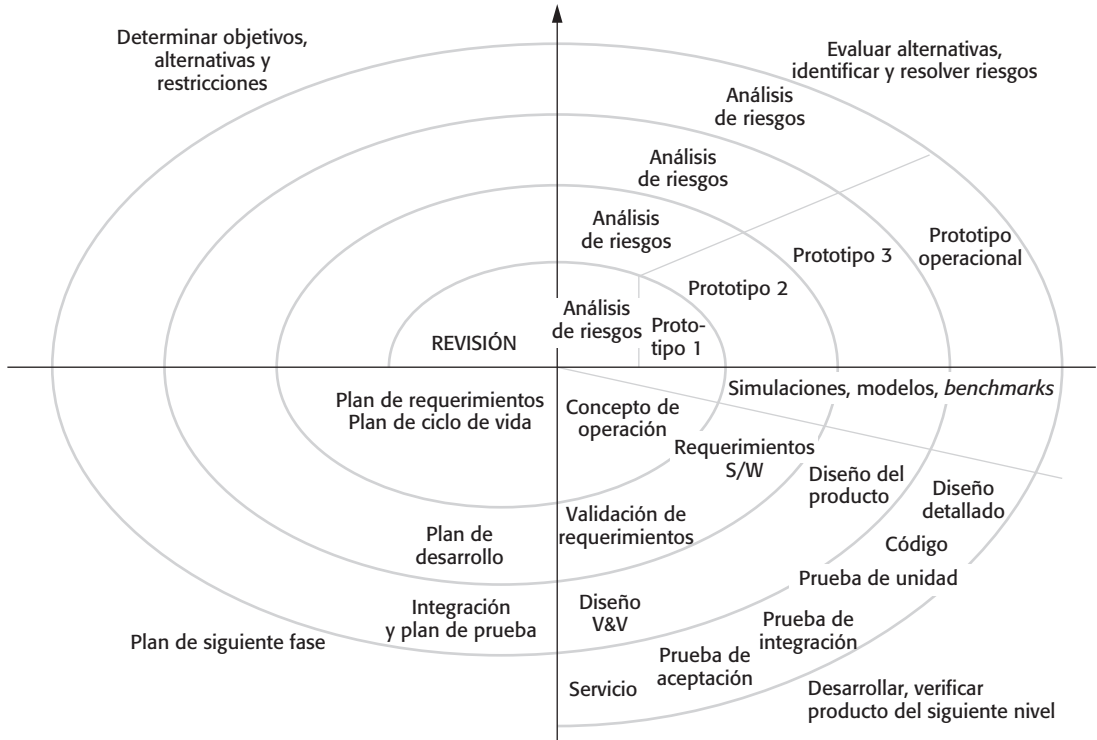 Determinar objetivos,
alternativas y
restricciones
Evaluar alternativas,
identificar y resolver riesgos
Análisis
de riesgos
Análisis
de riesgos
Análisis
de riesgos
Prototipo
operacional
Prototipo 3
Prototipo 2
Análisis
de riesgos
Proto-
tipo 1
REVISIÓN
Simulaciones, modelos, benchmarks
Plan de requerimientos
Plan de ciclo de vida
Concepto de
operación
Requerimientos
S/W
Diseño del
producto
Diseño
detallado
Validación de
requerimientos
Plan de
desarrollo
Código
Prueba de unidad
Integración
y plan de prueba
Diseño
V&V
Prueba de
integración
Plan de siguiente fase
Prueba de
aceptación
Servicio
Desarrollar, verificar
producto del siguiente nivel